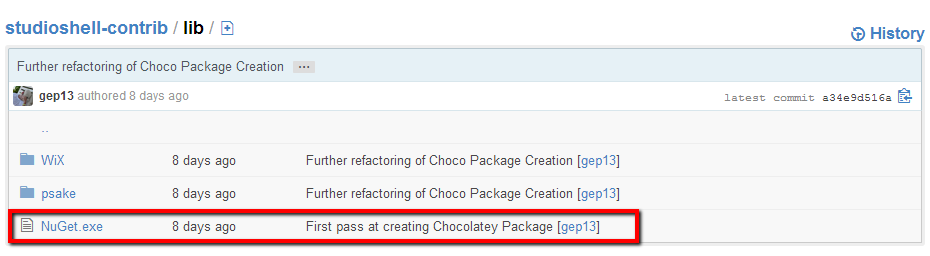 studioshell-contrib / lib /
History
Further refactoring of Choco Package Creation ...
gep13 authored 8 days ago
latest commit a34e9d516a
..
WiX 8 days ago Further refactoring of Choco Package Creation [gep13]
psake 8 days ago Further refactoring of Choco Package Creation [gep13]
NuGet.exe 8 days ago First pass at creating Chocolatey Package [gep13]